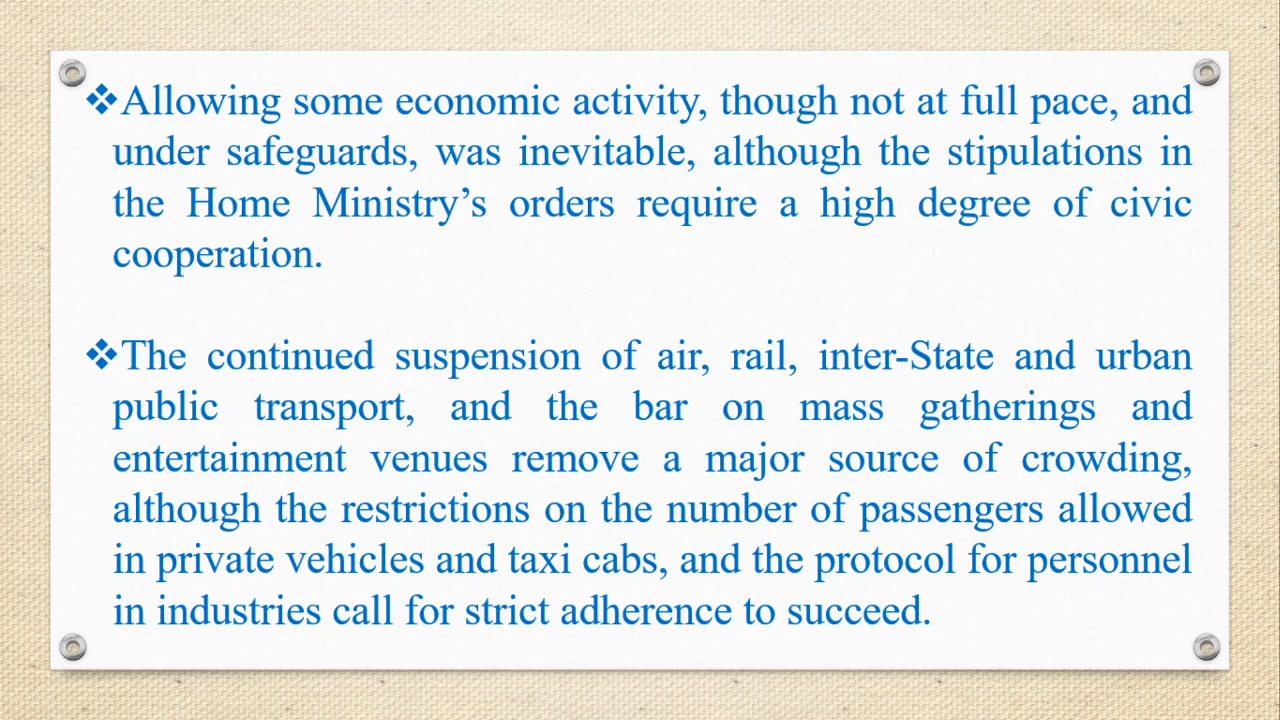 ❖Allowing some economic activity, though not at full pace, and
under safeguards, was inevitable, although the stipulations in
the Home Ministry’s orders require a high degree of civic
cooperation.
❖The continued suspension of air, rail, inter-State and urban
public transport, and the bar on mass gatherings and
entertainment venues remove a major source of crowding,
although the restrictions on the number of passengers allowed
in private vehicles and taxi cabs, and the protocol for personnel
in industries call for strict adherence to succeed.